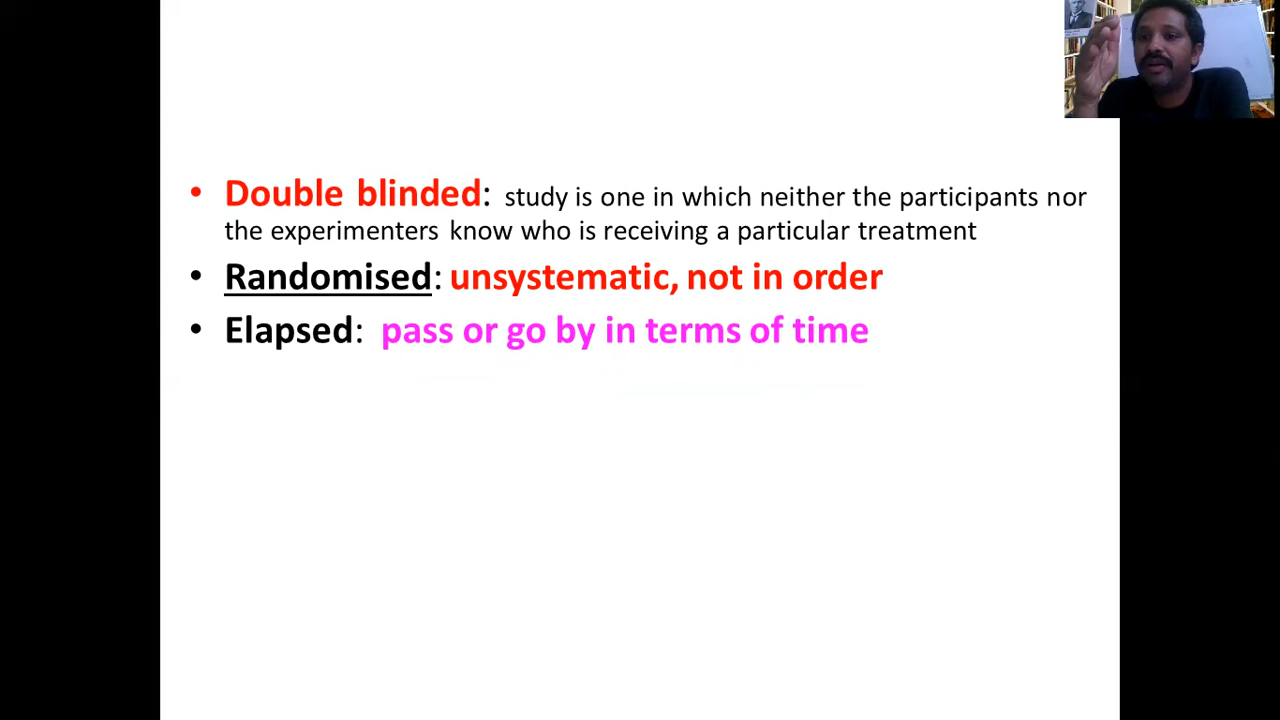 • Double blinded: study is one in which neither the participants nor
the experimenters know who is receiving a particular treatment
• Randomised: unsystematic, not in order
• Elapsed: pass or go by in terms of time